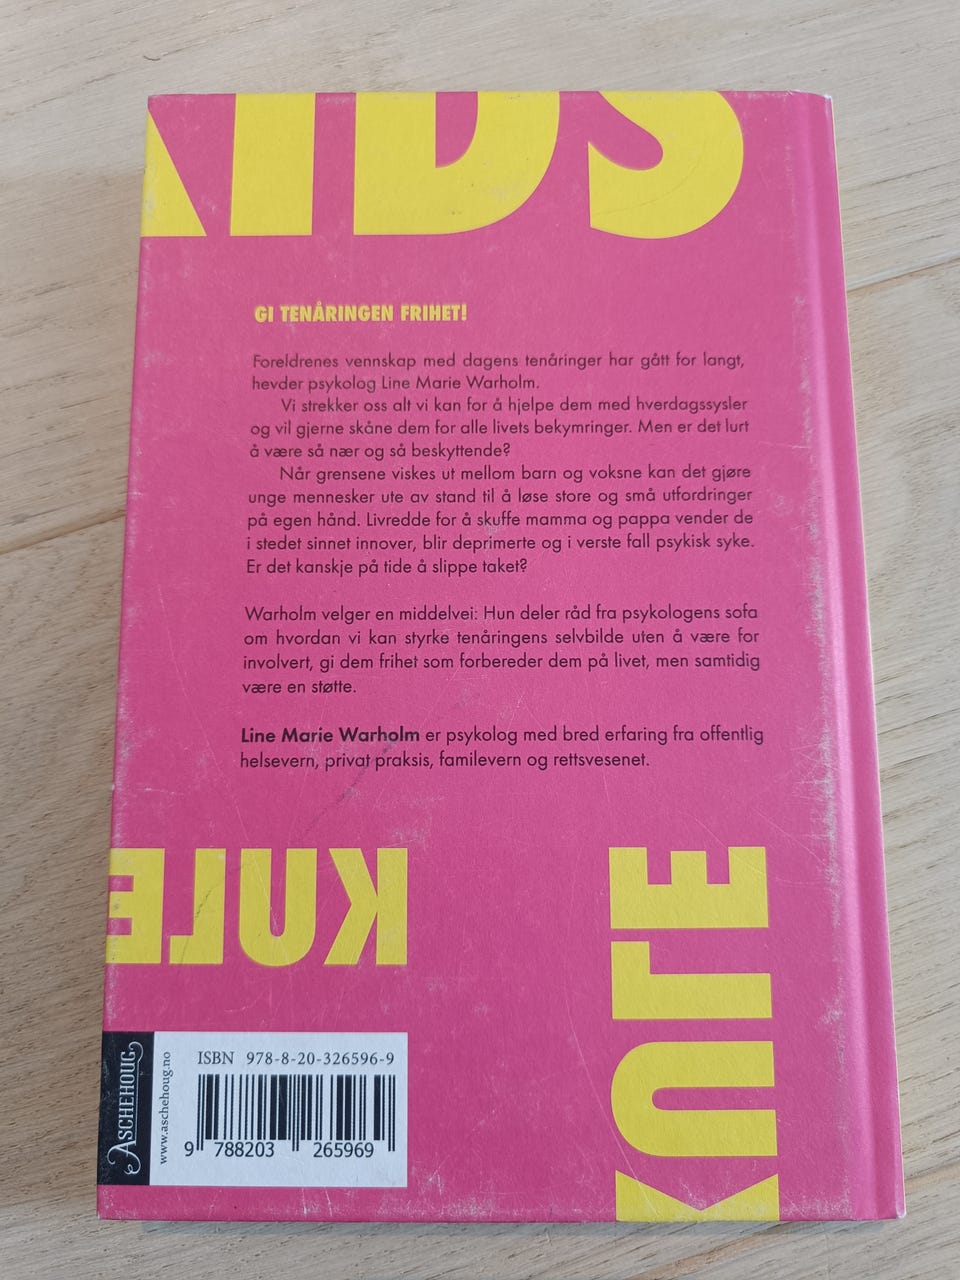 KIDS
GI TENÅRINGEN FRIHET!
Foreldrenes vennskap med dagens tenåringer har gått for langt,
hevder psykolog Line Marie Warholm.
Vi strekker oss alt vi kan for å hjelpe dem med hverdagssysler
og vil gjerne skåne dem for alle livets bekymringer. Men er det lurt
å være så nær og så beskyttende?
Når grensene viskes ut mellom barn og voksne kan det gjøre
unge mennesker ute av stand til å løse store og små utfordringer
på egen hånd. Livredde for å skuffe mamma og pappa vender de
i stedet sinnet innover, blir deprimerte og i verste fall psykisk syke.
Er det kanskje på tide å slippe taket?
Warholm velger en middelvei: Hun deler råd fra psykologens sofa
om hvordan vi kan styrke tenåringens selvbilde uten å være for
involvert, gi dem frihet som forbereder dem på livet, men samtidig
være en støtte.
Line Marie Warholm er psykolog med bred erfaring fra offentlig
helsevern, privat praksis, familevern og rettsvesenet.
KULE
KULE
ASCHEHOUG
www.aschehoug.no
ISBN 978-8-20-326596-9
9 788203 265969